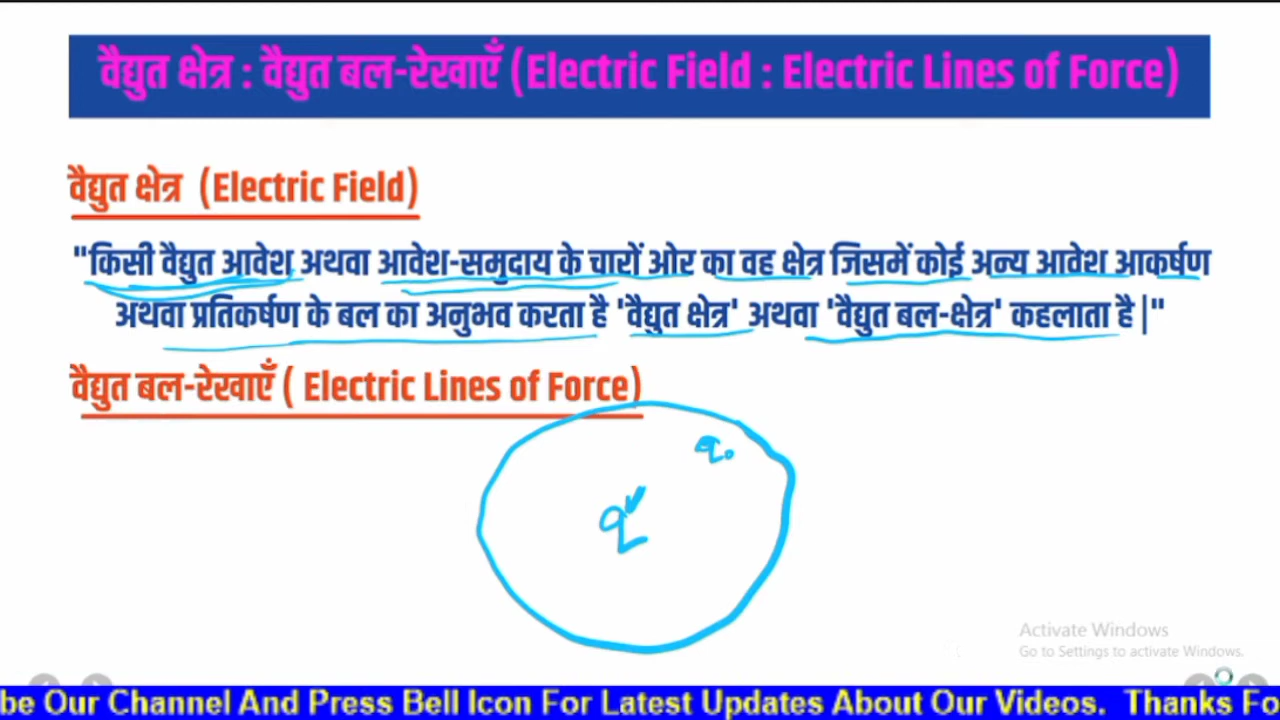 वैद्युत क्षेत्र : वैद्युत बल-रेखाएँ (Electric Field : Electric Lines of Force)
वैद्युत क्षेत्र (Electric Field)
"किसी वैद्युत आवेश अथवा आवेश-समुदाय के चारों ओर का वह क्षेत्र जिसमें कोई अन्य आवेश आकर्षण
अथवा प्रतिकर्षण के बल का अनुभव करता है 'वैद्युत क्षेत्र' अथवा 'वैद्युत बल-क्षेत्र' कहलाता है |"
वैद्युत बल-रेखाएँ ( Electric Lines of Force)
q₀
q
Activate Windows
Go to Settings to activate Windows.
be Our Channel And Press Bell Icon For Latest Updates About Our Videos. Thanks Fo